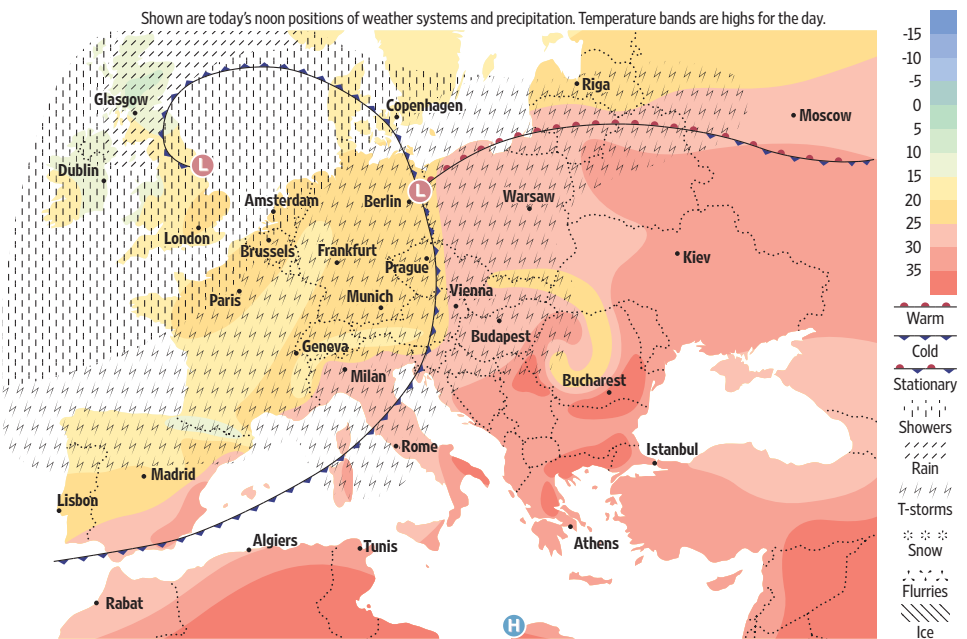 Shown are today's noon positions of weather systems and precipitation. Temperature bands are highs for the day.
-15
-10
-5
0
5
10
15
20
25
30
35
Warm
Cold
Stationary
Showers
Rain
T-storms
Snow
Flurries
Ice
Riga
Glasgow
Copenhagen
Moscow
L
Dublin
L
Amsterdam
Berlin
Warsaw
London
Brussels
Frankfurt
Prague
Kiev
Paris
Munich
Vienna
Budapest
Geneva
Milan
Bucharest
Rome
Istanbul
Madrid
Lisbon
Algiers
Tunis
Athens
Rabat
H